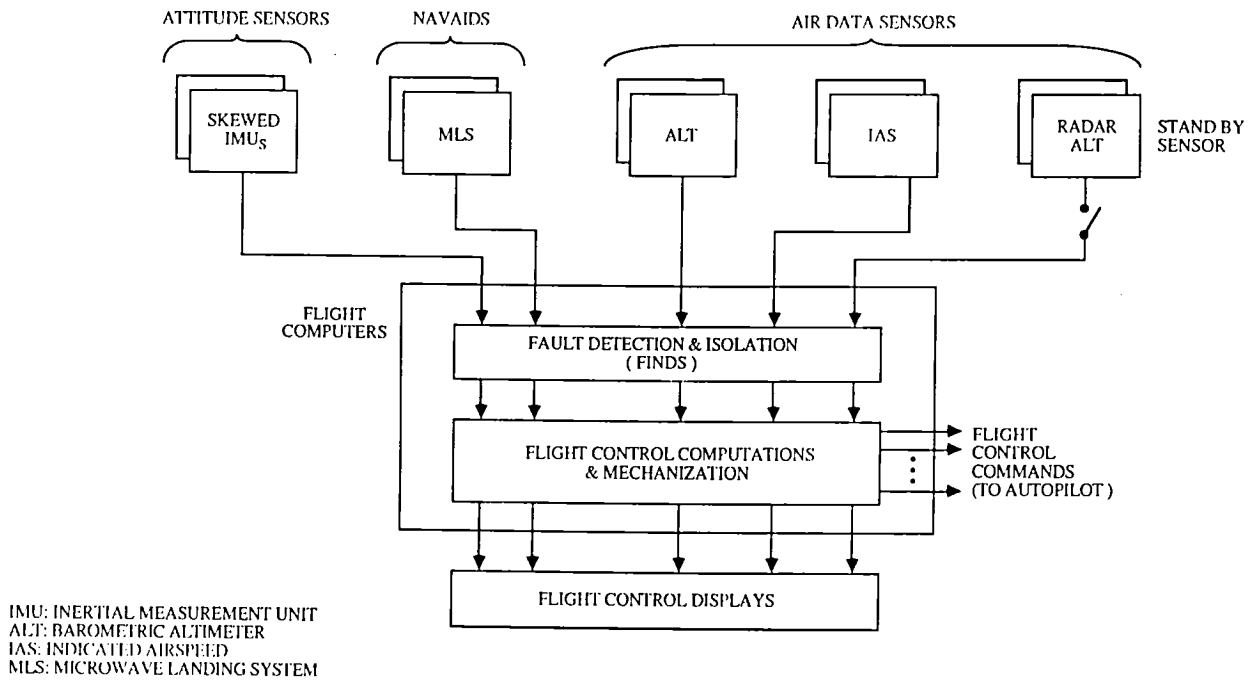 ATTITUDE SENSORS
NAVAIDS
AIR DATA SENSORS
SKEWED
IMUS
MLS
ALT
IAS
RADAR
ALT
STAND BY
SENSOR
FLIGHT
COMPUTERS
FAULT DETECTION & ISOLATION
( FINDS )
FLIGHT CONTROL COMPUTATIONS
& MECHANIZATION
FLIGHT
CONTROL
COMMANDS
(TO AUTOPILOT )
FLIGHT CONTROL DISPLAYS
IMU: INERTIAL MEASUREMENT UNIT
ALT: BAROMETRIC ALTIMETER
IAS: INDICATED AIRSPEED
MLS: MICROWAVE LANDING SYSTEM